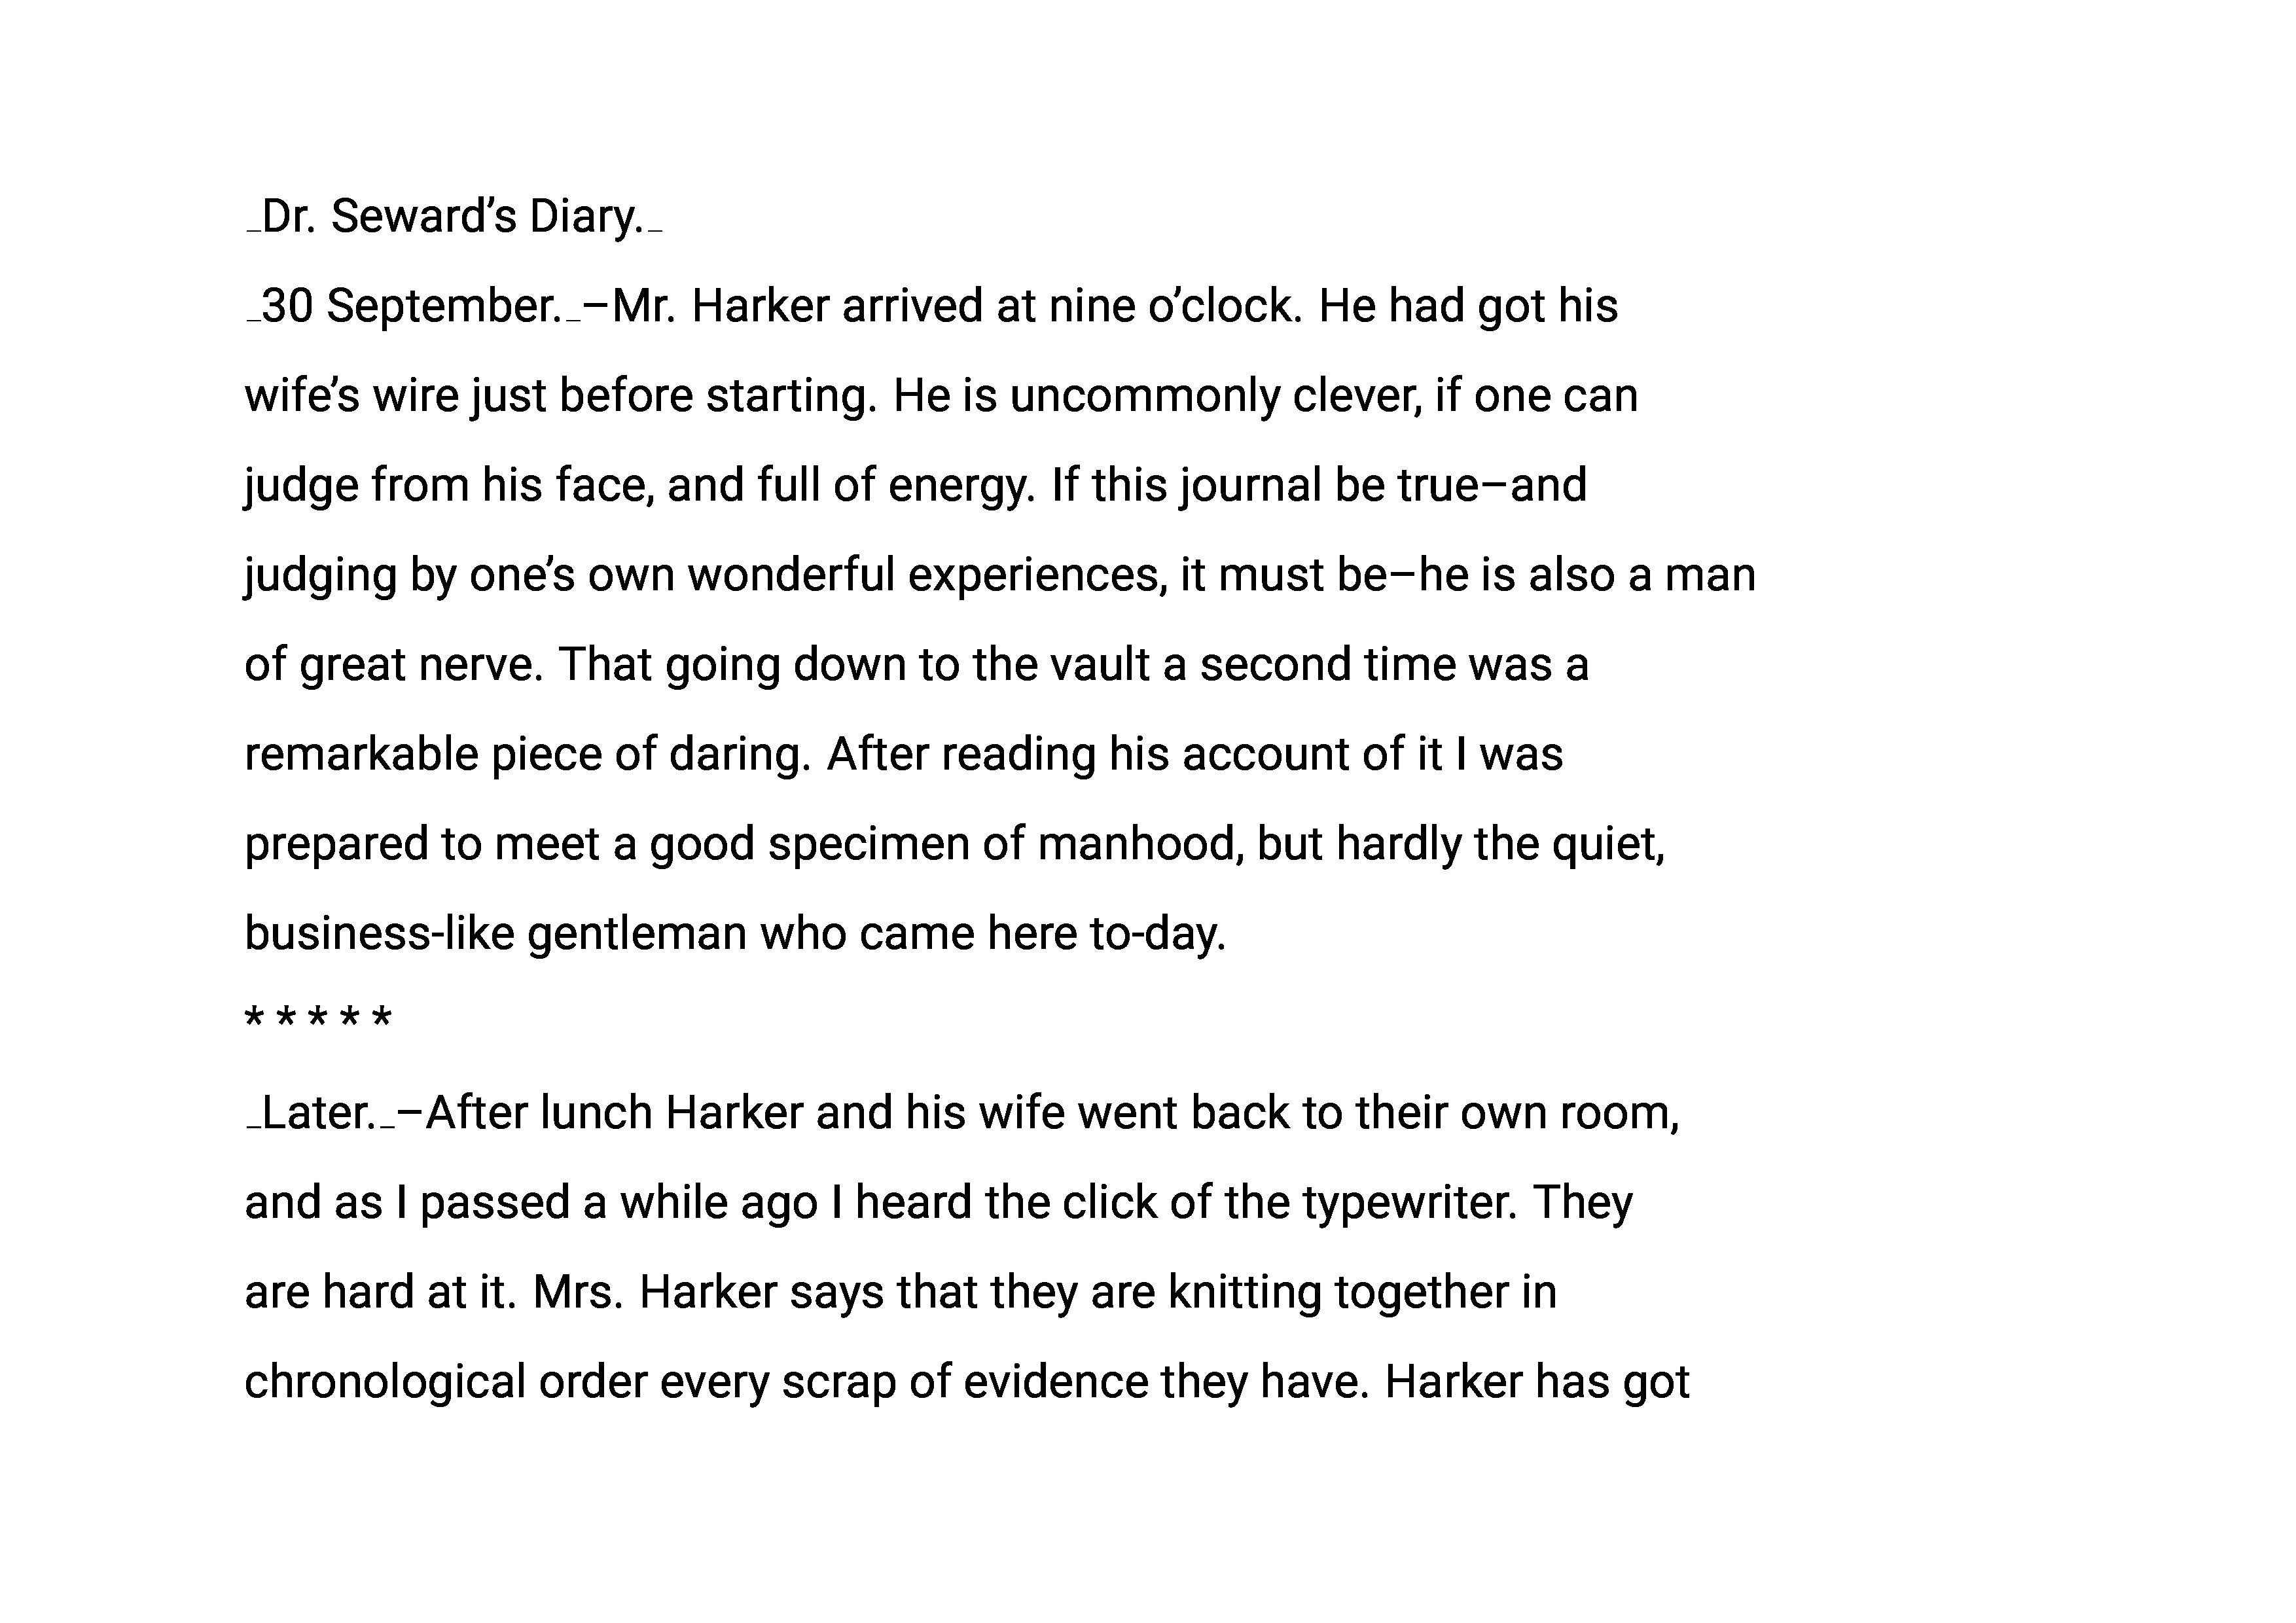 _Dr. Seward’s Diary._
_30 September._–Mr. Harker arrived at nine o’clock. He had got his
wife’s wire just before starting. He is uncommonly clever, if one can
judge from his face, and full of energy. If this journal be true–and
judging by one’s own wonderful experiences, it must be–he is also a man
of great nerve. That going down to the vault a second time was a
remarkable piece of daring. After reading his account of it I was
prepared to meet a good specimen of manhood, but hardly the quiet,
business-like gentleman who came here to-day.
* * * * *
_Later._–After lunch Harker and his wife went back to their own room,
and as I passed a while ago I heard the click of the typewriter. They
are hard at it. Mrs. Harker says that they are knitting together in
chronological order every scrap of evidence they have. Harker has got